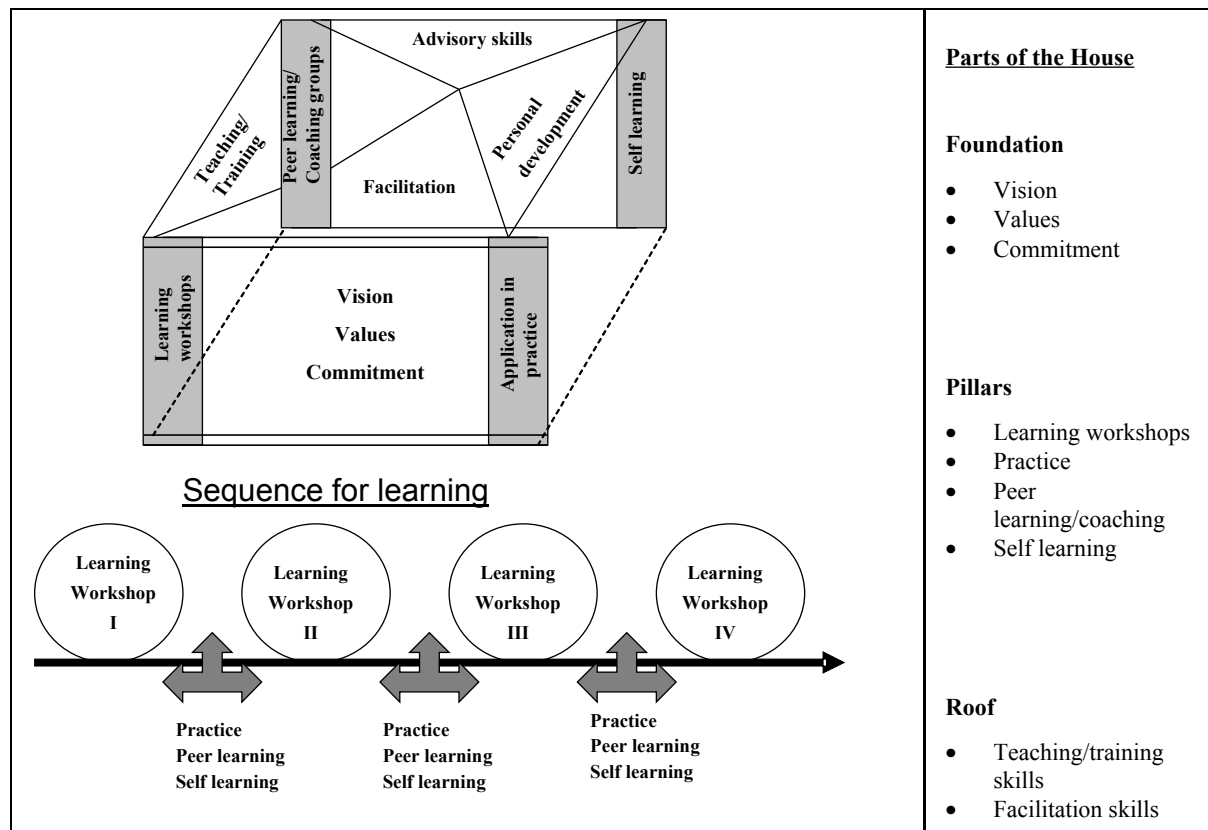 Advisory skills
Peer learning/
Coaching groups
Self learning
Teaching/
Training
Personal
development
Facilitation
Learning
workshops
Vision
Values
Commitment
Application in
practice
Sequence for learning
Learning
Workshop
I
Learning
Workshop
II
Learning
Workshop
III
Learning
Workshop
IV
Practice
Peer learning
Self learning
Practice
Peer learning
Self learning
Practice
Peer learning
Self learning
Parts of the House
Foundation
• Vision
• Values
• Commitment
Pillars
• Learning workshops
• Practice
• Peer
learning/coaching
• Self learning
Roof
• Teaching/training
skills
• Facilitation skills